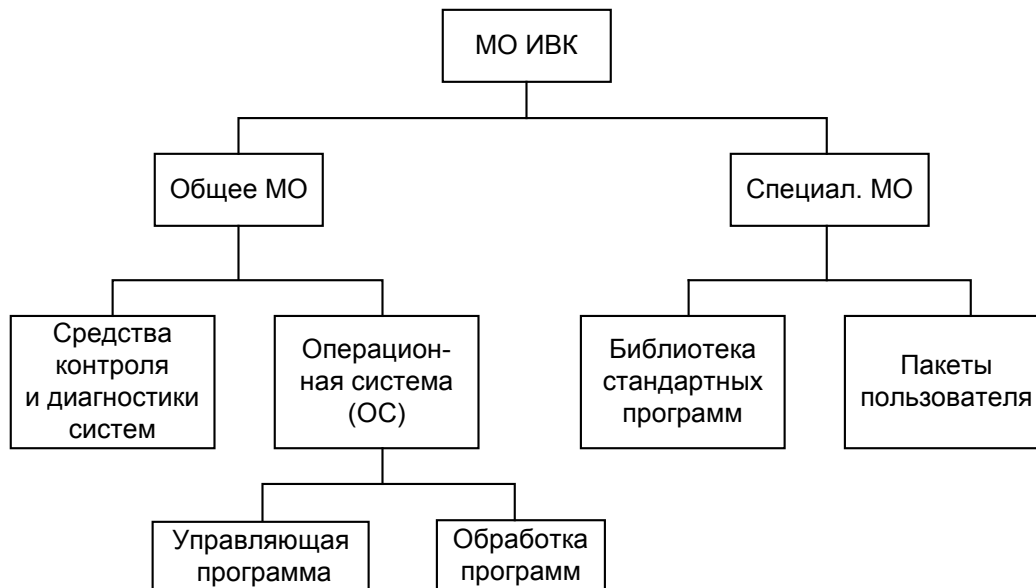 МО ИВК
Общее МО
Специал. МО
Средства
контроля
и диагностики
систем
Операцион-
ная система
(ОС)
Библиотека
стандартных
программ
Пакеты
пользователя
Управляющая
программа
Обработка
программ